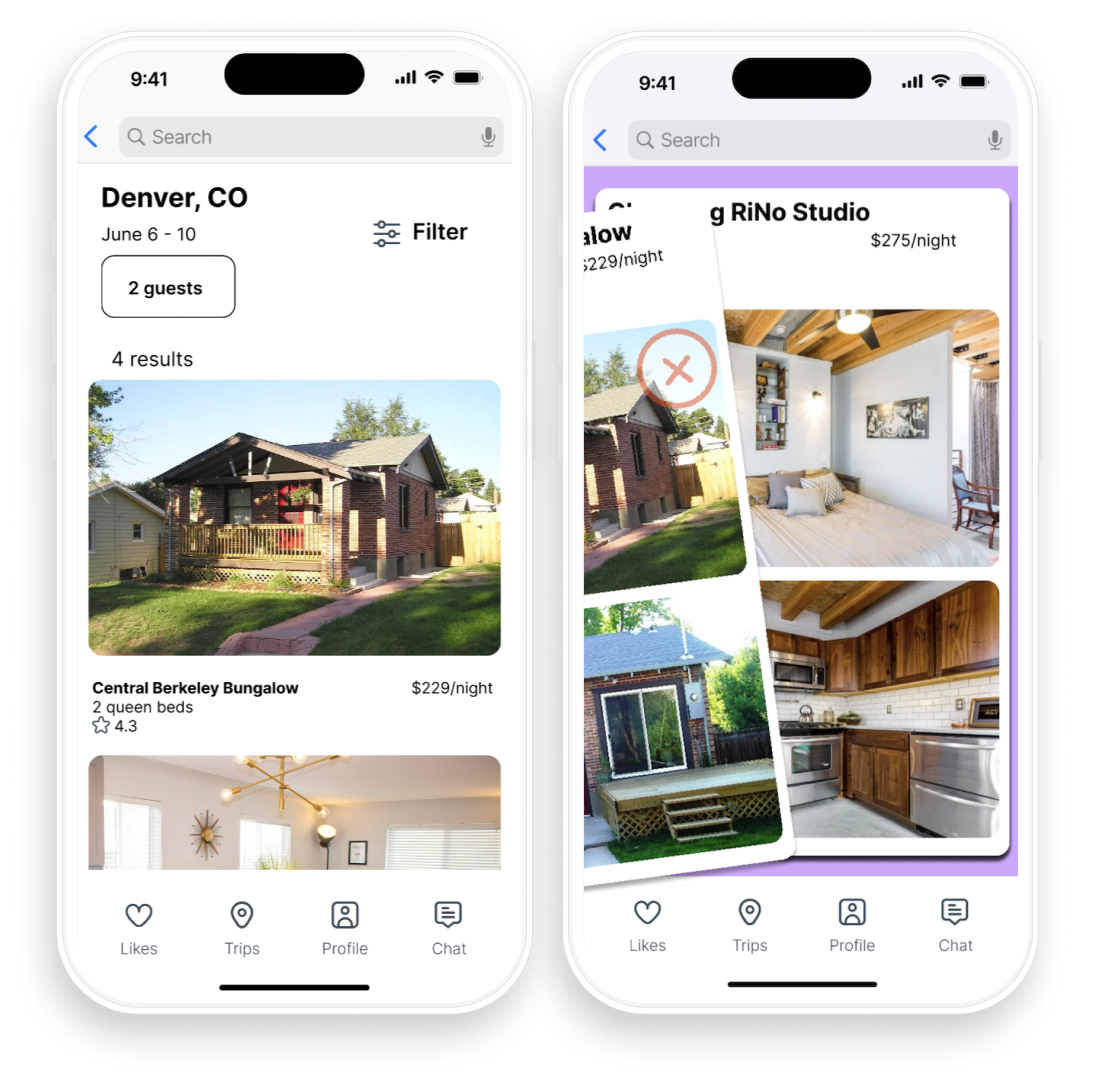 9:41
Search
Denver, CO
June 6 - 10
Filter
2 guests
4 results
Central Berkeley Bungalow
$229/night
2 queen beds
4.3
Likes
Trips
Profile
Chat
9:41
Search
g RiNo Studio
$275/night
alow
$229/night
Likes
Trips
Profile
Chat